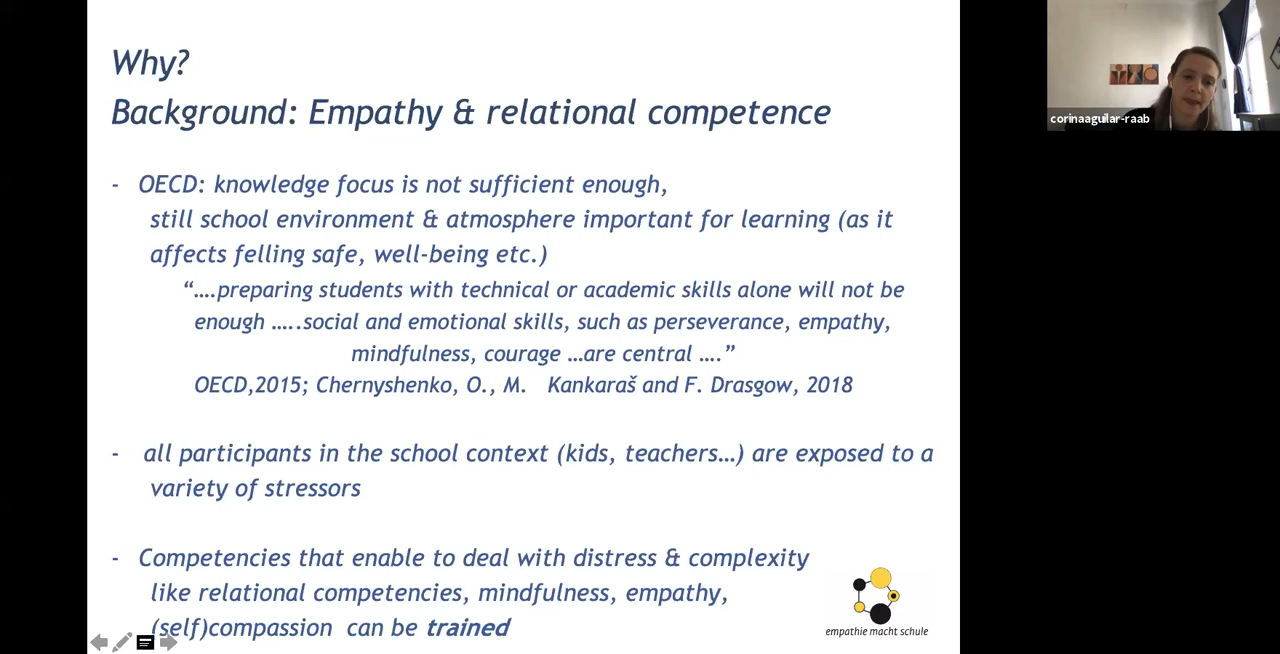 Why?
Background: Empathy & relational competence
- OECD: knowledge focus is not sufficient enough,
still school environment & atmosphere important for learning (as it
affects felling safe, well-being etc.)
“….preparing students with technical or academic skills alone will not be
enough …..social and emotional skills, such as perseverance, empathy,
mindfulness, courage …are central ….”
OECD,2015; Chernyshenko, O., M. Kankaraš and F. Drasgow, 2018
- all participants in the school context (kids, teachers…) are exposed to a
variety of stressors
- Competencies that enable to deal with distress & complexity
like relational competencies, mindfulness, empathy,
(self)compassion can be trained
empathie macht schule
corinaaguilar-raab